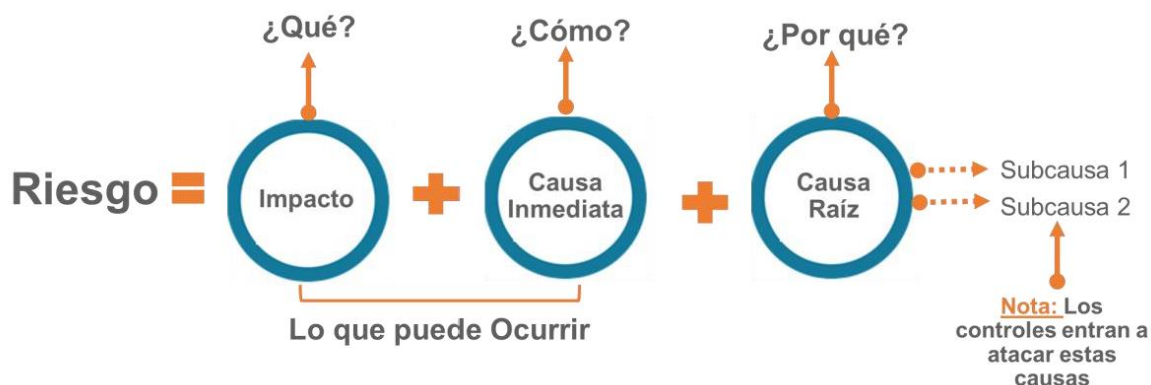 ¿Qué?
¿Cómo?
¿Por qué?
Riesgo =
Impacto
+
Causa
Inmediata
+
Causa
Raíz
Subcausa 1
Subcausa 2
Lo que puede Ocurrir
Nota: Los
controles entran a
atacar estas
causas